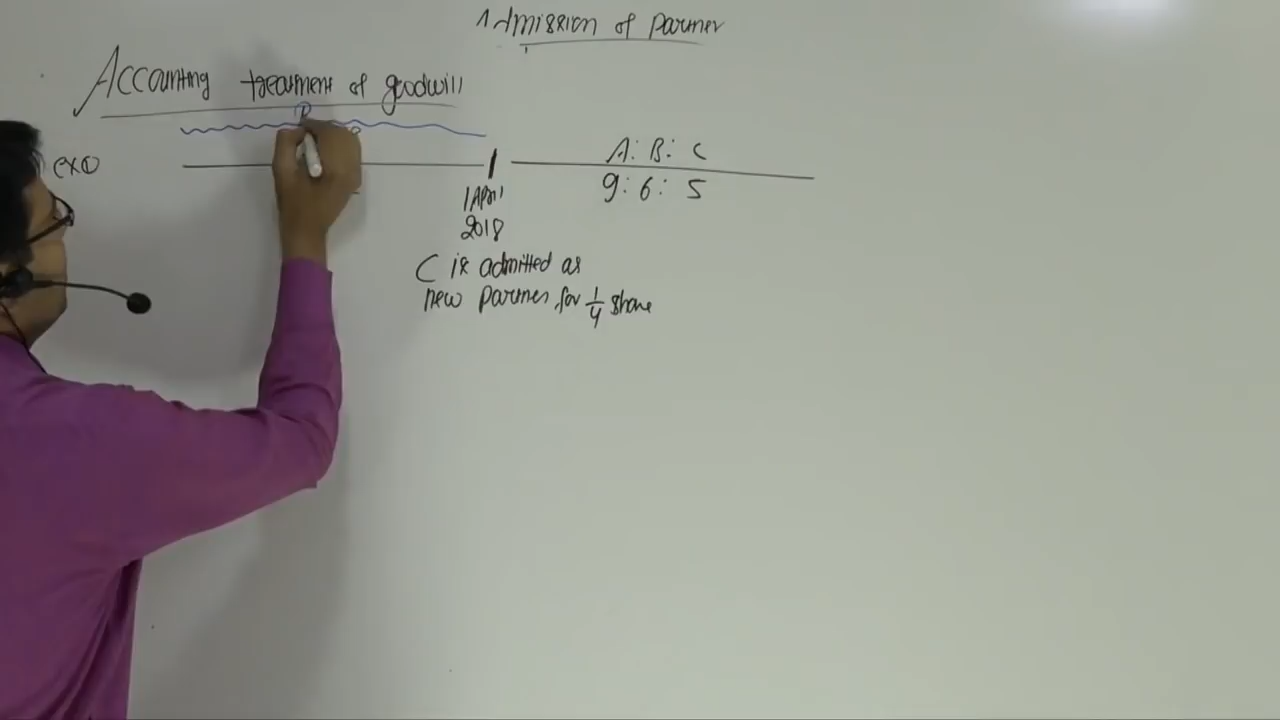 Admission of partner
Accounting treatment of goodwill
ex①
A: B: C
9: 6: 5
1 April
2018
C is admitted as
new partner for 1/4 share